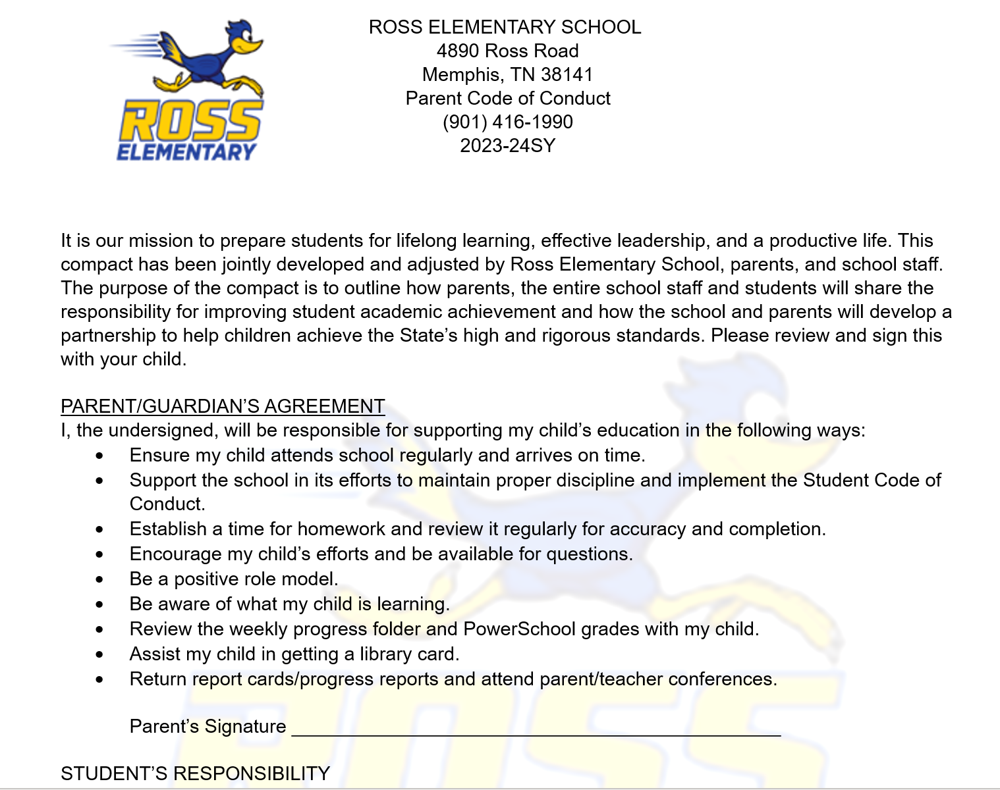 ROSS
ELEMENTARY
ROSS ELEMENTARY SCHOOL
4890 Ross Road
Memphis, TN 38141
Parent Code of Conduct
(901) 416-1990
2023-24SY
It is our mission to prepare students for lifelong learning, effective leadership, and a productive life. This
compact has been jointly developed and adjusted by Ross Elementary School, parents, and school staff.
The purpose of the compact is to outline how parents, the entire school staff and students will share the
responsibility for improving student academic achievement and how the school and parents will develop a
partnership to help children achieve the State’s high and rigorous standards. Please review and sign this
with your child.
PARENT/GUARDIAN’S AGREEMENT
I, the undersigned, will be responsible for supporting my child’s education in the following ways:
• Ensure my child attends school regularly and arrives on time.
• Support the school in its efforts to maintain proper discipline and implement the Student Code of
Conduct.
• Establish a time for homework and review it regularly for accuracy and completion.
• Encourage my child’s efforts and be available for questions.
• Be a positive role model.
• Be aware of what my child is learning.
• Review the weekly progress folder and PowerSchool grades with my child.
• Assist my child in getting a library card.
• Return report cards/progress reports and attend parent/teacher conferences.
Parent’s Signature ______________________________________________
STUDENT’S RESPONSIBILITY
ROSS